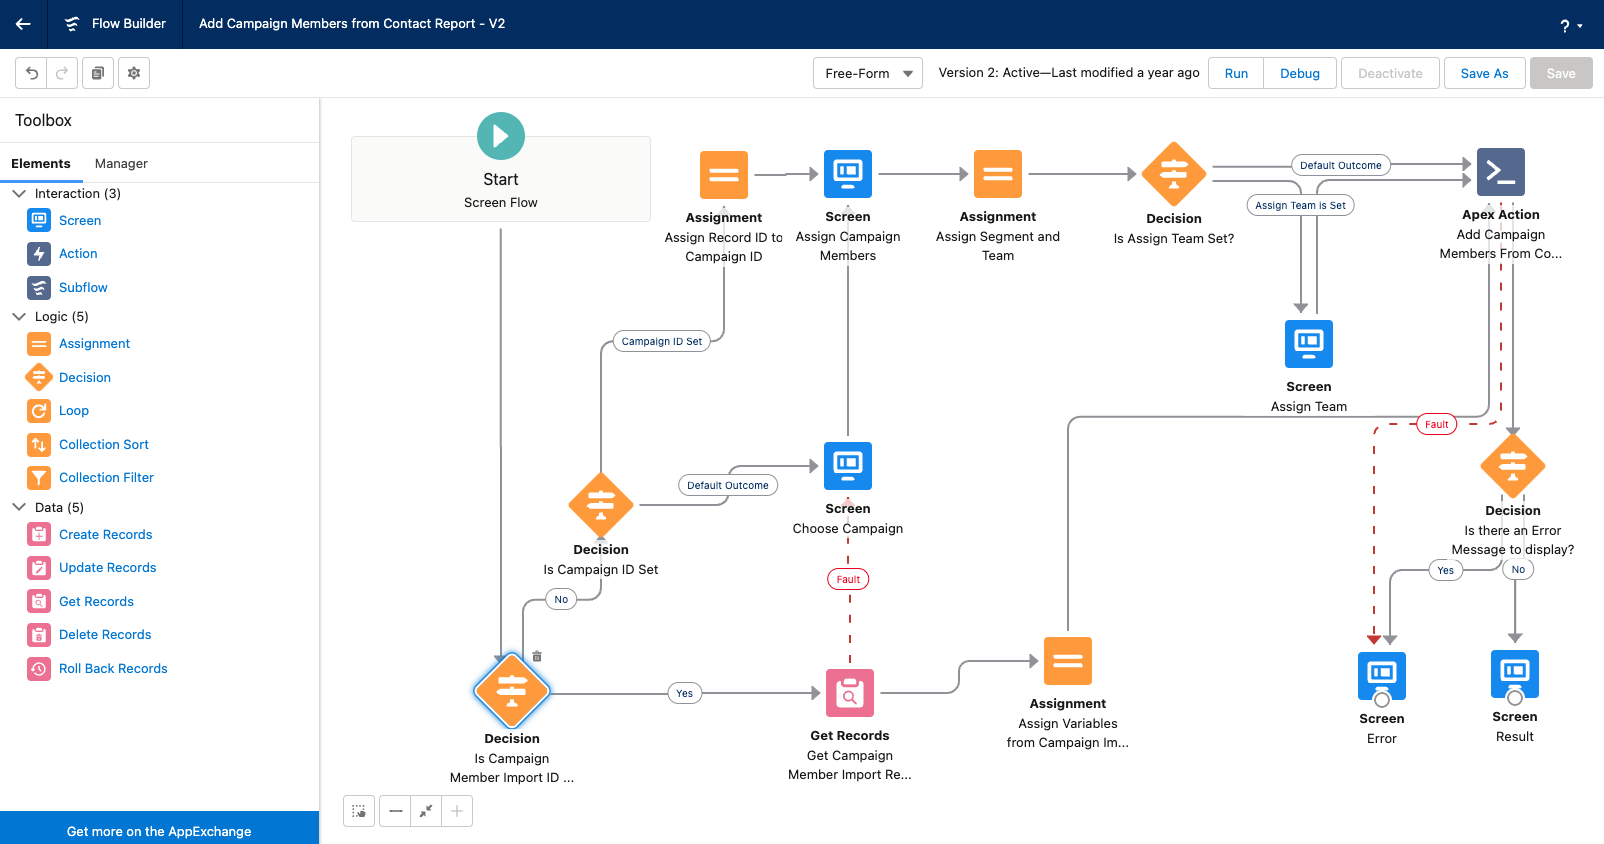 Flow Builder
Add Campaign Members from Contact Report - V2
?
Free-Form
Version 2: Active—Last modified a year ago
Run
Debug
Deactivate
Save As
Save
Toolbox
Elements
Manager
Interaction (3)
Screen
Action
Subflow
Logic (5)
Assignment
Decision
Loop
Collection Sort
Collection Filter
Data (5)
Create Records
Update Records
Get Records
Delete Records
Roll Back Records
Get more on the AppExchange
Start
Screen Flow
Assignment
Assign Record ID to
Campaign ID
Screen
Assign Campaign
Members
Assignment
Assign Segment and
Team
Decision
Is Assign Team Set?
Default Outcome
Assign Team is Set
Apex Action
Add Campaign
Members From Co...
Screen
Assign Team
Campaign ID Set
Fault
Default Outcome
Screen
Choose Campaign
Decision
Is Campaign ID Set
Decision
Is there an Error
Message to display?
Yes
No
Fault
No
Yes
Decision
Is Campaign
Member Import ID ...
Get Records
Get Campaign
Member Import Re...
Assignment
Assign Variables
from Campaign Im...
Screen
Error
Screen
Result